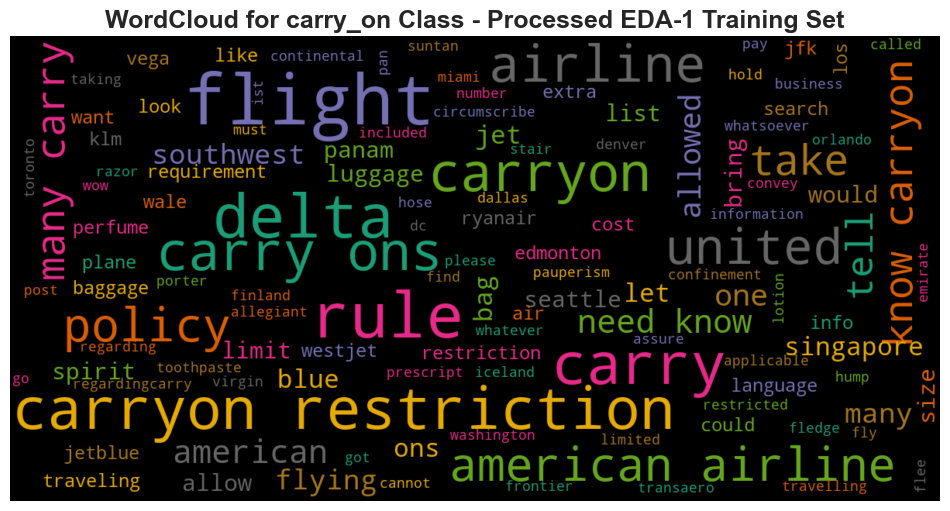 WordCloud for carry_on Class - Processed EDA-1 Training Set
many carry
taking
vega
like
continental
pan
suntan
airline
pay
jfk
los
called
carryon
know
look
want
klm
flight
ist
must
miami
number
circumscribe
extra
hold
business
search
list
included
toronto
razor
wow
southwest
requirement
panam
luggage
jet
stair
denver
allowed
whatsoever
bring
orlando
take
convey
would
carryon
wale
perfume
delta
hose
dc
dallas
ryanair
cost
information
tell
carry ons
plane
please
edmonton
united
emirate
post
baggage
porter
find
bag
pauperism
confinement
lotion
finland
allegiant
air
seattle
let
one
info
policy
regarding
rule
whatever
need know
assure
singapore
limit
westjet
restriction
applicable
go
spirit
toothpaste
regardingcarry
virgin
blue
prescript
iceland
carry
language
hump
size
carryon restriction
restricted
many
could
fledge
fly
washington
limited
jetblue
american
got
ons
american airline
traveling
allow
flying
cannot
frontier
transaero
travelling
flee